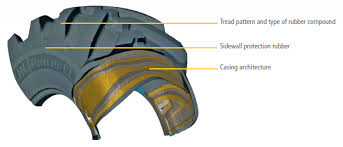 Tread pattern and type of rubber compound
Sidewall protection rubber
Casing architecture